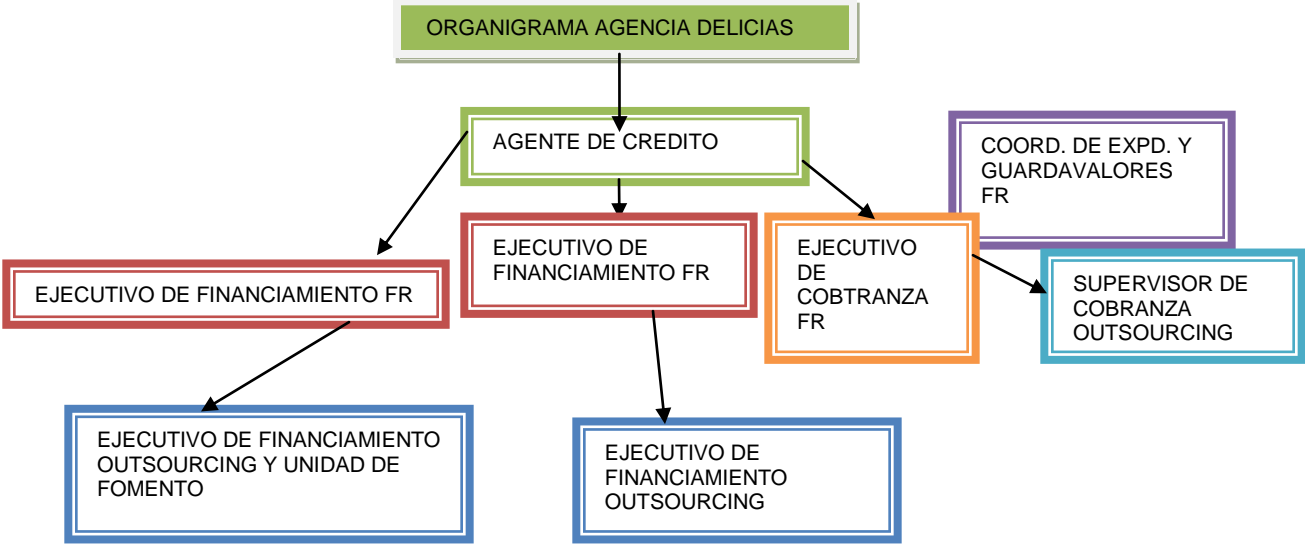 ORGANIGRAMA AGENCIA DELICIAS
AGENTE DE CREDITO
COORD. DE EXPD. Y
GUARDAVALORES
FR
EJECUTIVO DE FINANCIAMIENTO FR
EJECUTIVO DE
FINANCIAMIENTO FR
EJECUTIVO
DE
COBTRANZA
FR
SUPERVISOR DE
COBRANZA
OUTSOURCING
EJECUTIVO DE FINANCIAMIENTO
OUTSOURCING Y UNIDAD DE
FOMENTO
EJECUTIVO DE
FINANCIAMIENTO
OUTSOURCING